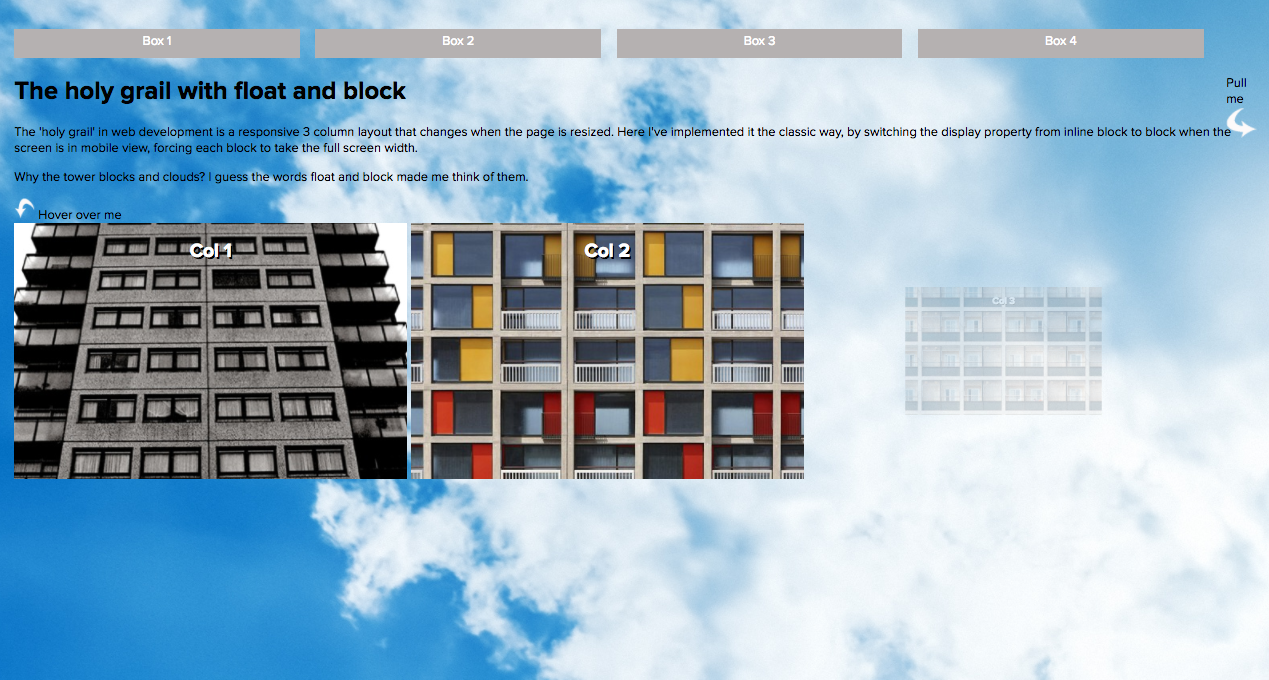 Box 1
Box 2
Box 3
Box 4
The holy grail with float and block
Pull
me
The 'holy grail' in web development is a responsive 3 column layout that changes when the page is resized. Here I've implemented it the classic way, by switching the display property from inline block to block when the
screen is in mobile view, forcing each block to take the full screen width.
Why the tower blocks and clouds? I guess the words float and block made me think of them.
Hover over me
Col 1
Col 2
Col 3